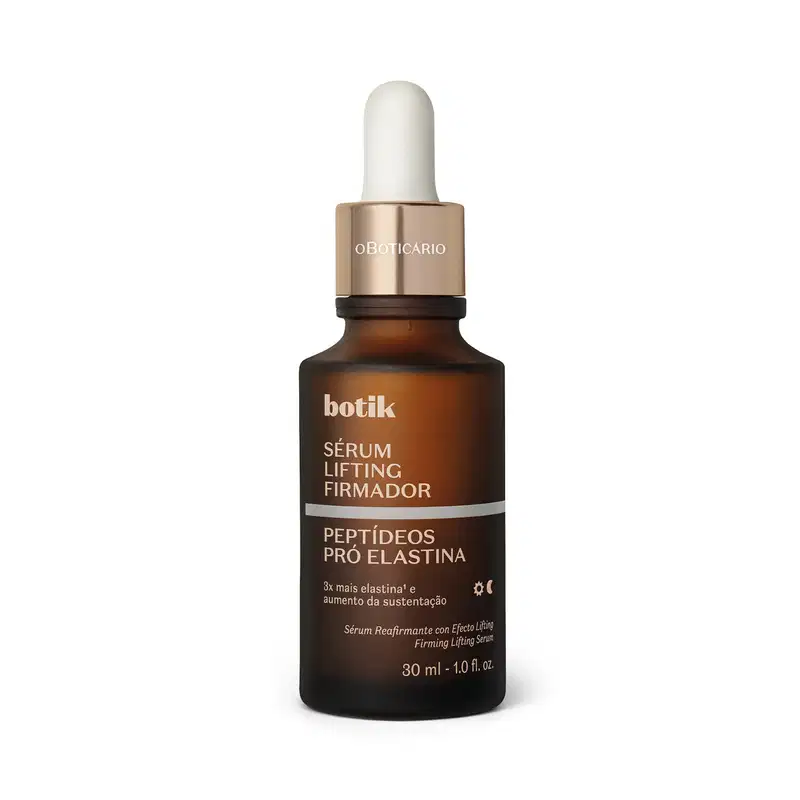 oBoticário
botik
SÉRUM
LIFTING
FIRMADOR
PEPTÍDEOS
PRÓ ELASTINA
3x mais elastina¹ e
aumento da sustentação
Sérum Reafirmante con Efecto Lifting
Firming Lifting Serum
30 ml - 1.0 fl. oz.